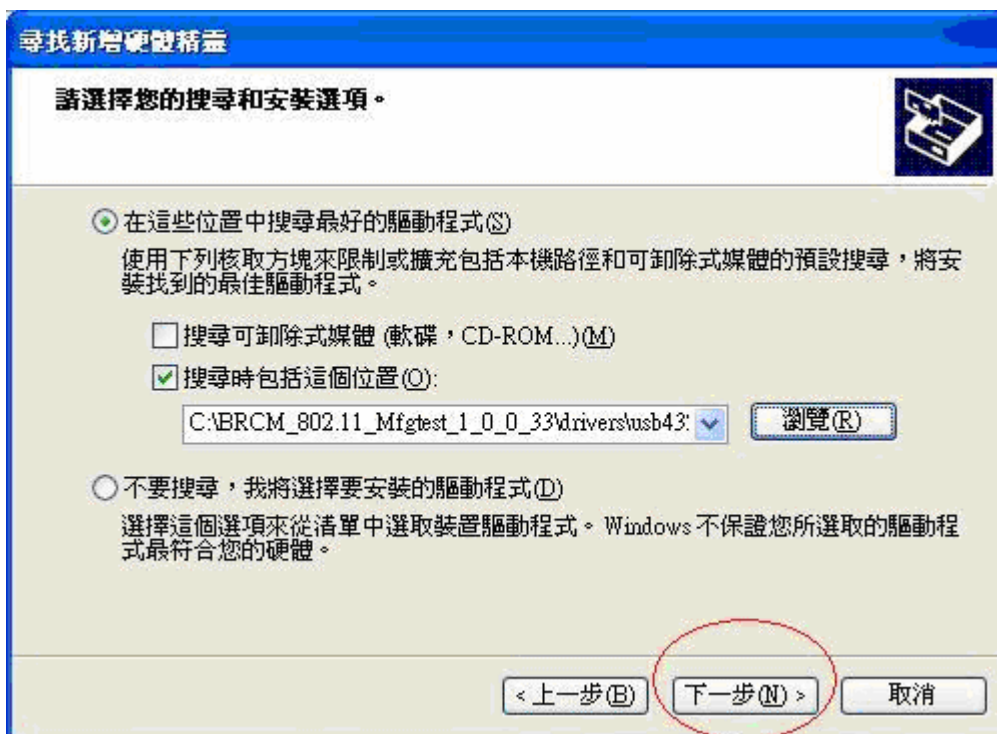 尋找新增硬體精靈
請選擇您的搜尋和安裝選項。
在這些位置中搜尋最好的驅動程式(S)
使用下列核取方塊來限制或擴充包括本機路徑和可卸除式媒體的預設搜尋，將安
裝找到的最佳驅動程式。
搜尋可卸除式媒體 (軟碟，CD-ROM...)(M)
搜尋時包括這個位置(O):
C:\BRCM_802.11_Mfgtest_1_0_0_33\drivers\usb43 瀏覽(R)
不要搜尋，我將選擇要安裝的驅動程式(D)
選擇這個選項來從清單中選取裝置驅動程式。Windows 不保證您所選取的驅動程
式最符合您的硬體。
<上一步(B) 下一步(N)> 取消